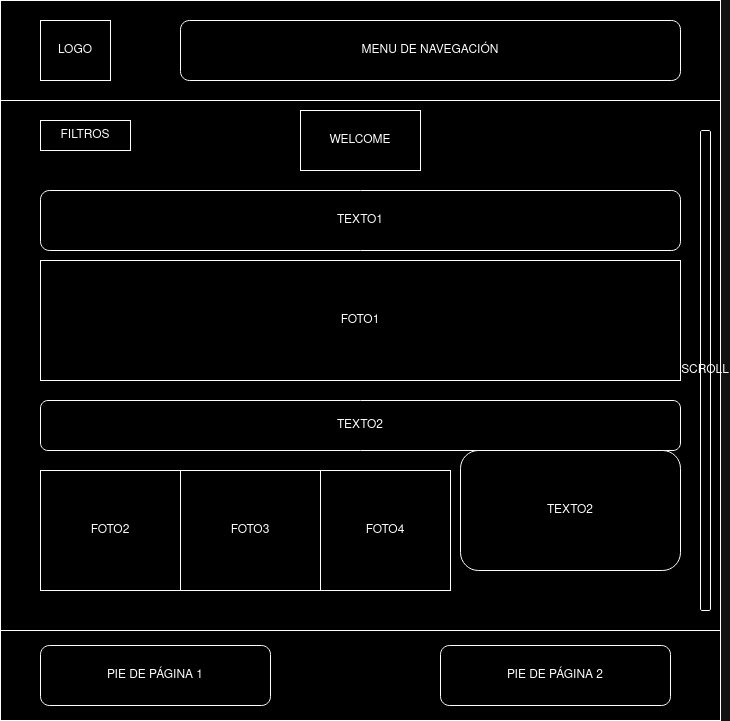 LOGO
MENU DE NAVEGACIÓN
FILTROS
WELCOME
TEXTO1
FOTO1
SCROLL
TEXTO2
FOTO2
FOTO3
FOTO4
TEXTO2
PIE DE PÁGINA 1
PIE DE PÁGINA 2